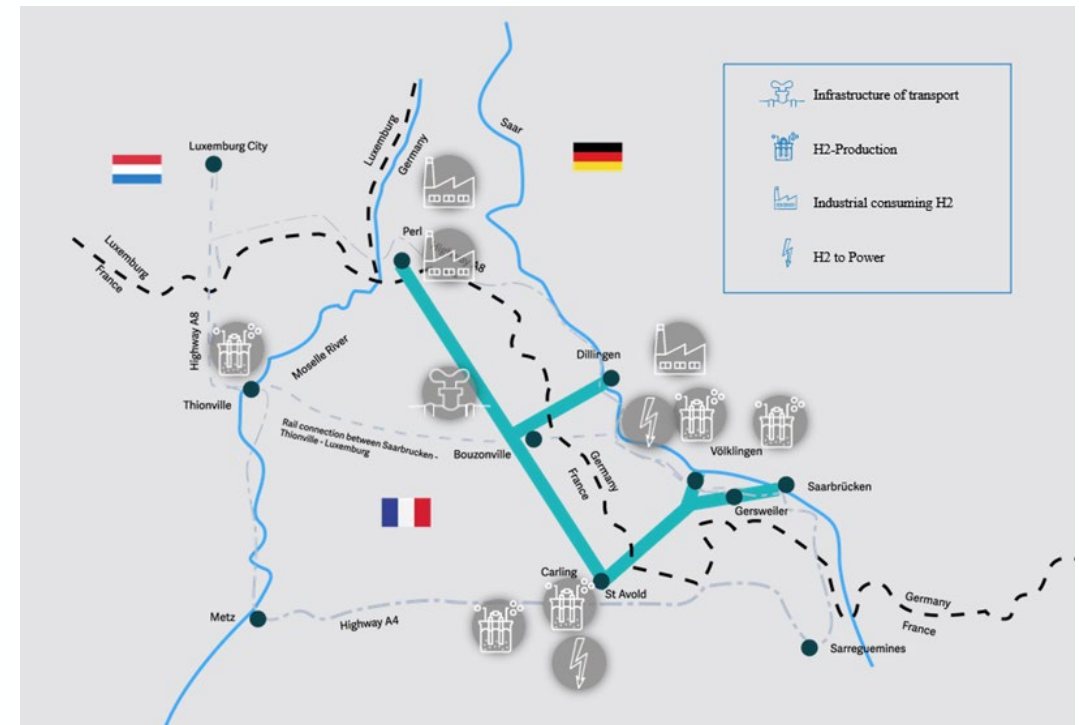 Infrastructure of transport
H2-Production
Industrial consuming H2
H2 to Power
Luxemburg City
Luxemburg
Germany
Saar
Luxemburg
France
Perl
Highway A8
Highway A8
Moselle River
Thionville
Dillingen
Rail connection between Saarbrucken -
Thionville - Luxemburg
Bouzonville
Germany
France
Völklingen
Saarbrücken
Gersweiler
Carling
St Avold
Metz
Highway A4
Germany
France
Sarreguemines